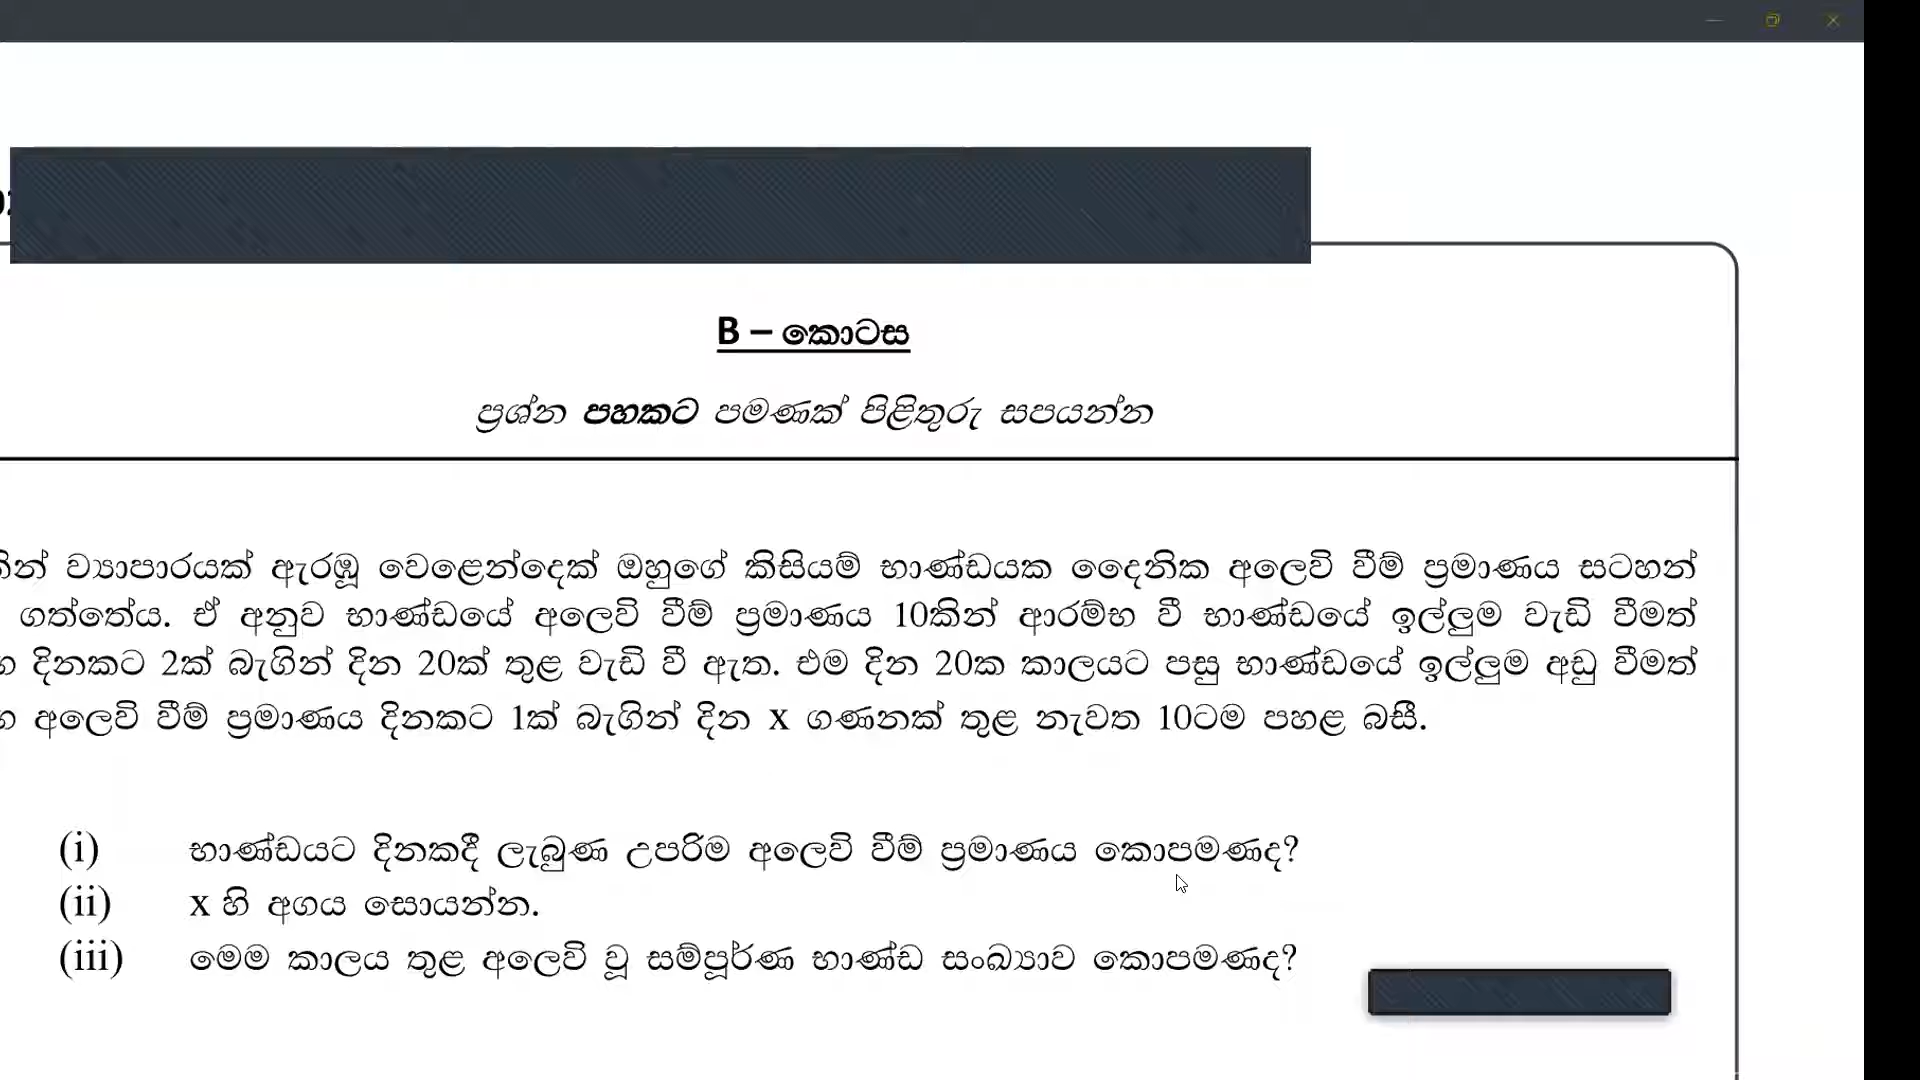 B – කොටස
ප්‍රශ්න පහකට පමණක් පිළිතුරු සපයන්න
ව්‍යාපාරයක් ඇරඹූ වෙළෙන්දෙක් ඔහුගේ කිසියම් භාණ්ඩයක දෛනික අලෙවි වීම් ප්‍රමාණය සටහන්
ගත්තේය. ඒ අනුව භාණ්ඩයේ අලෙවි වීම් ප්‍රමාණය 10කින් ආරම්භ වී භාණ්ඩයේ ඉල්ලුම වැඩි වීමත්
දිනකට 2ක් බැගින් දින 20ක් තුළ වැඩි වී ඇත. එම දින 20ක කාලයට පසු භාණ්ඩයේ ඉල්ලුම අඩු වීමත්
අලෙවි වීම් ප්‍රමාණය දිනකට 1ක් බැගින් දින x ගණනක් තුළ නැවත 10ටම පහළ බසී.
(i) භාණ්ඩයට දිනකදී ලැබුණ උපරිම අලෙවි වීම් ප්‍රමාණය කොපමණද?
(ii) x හි අගය සොයන්න.
(iii) මෙම කාලය තුළ අලෙවි වූ සම්පූර්ණ භාණ්ඩ සංඛ්‍යාව කොපමණද?